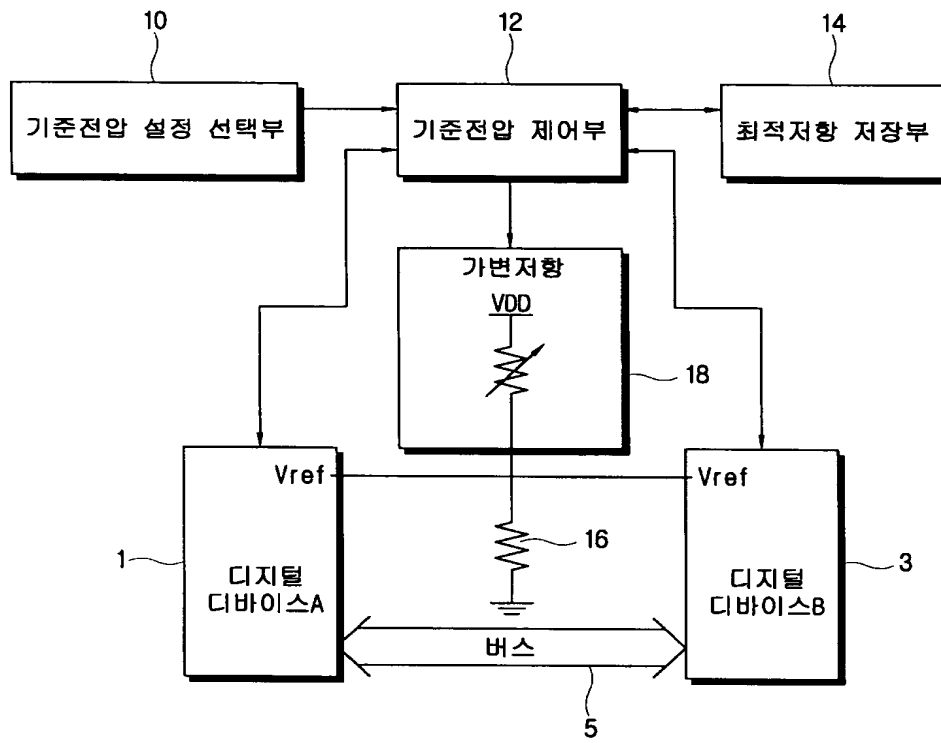 10
12
14
기준전압 설정 선택부
기준전압 제어부
최적저항 저장부
가변저항
VDD
18
Vref
Vref
1
16
3
디지털
디바이스A
디지털
디바이스B
버스
5